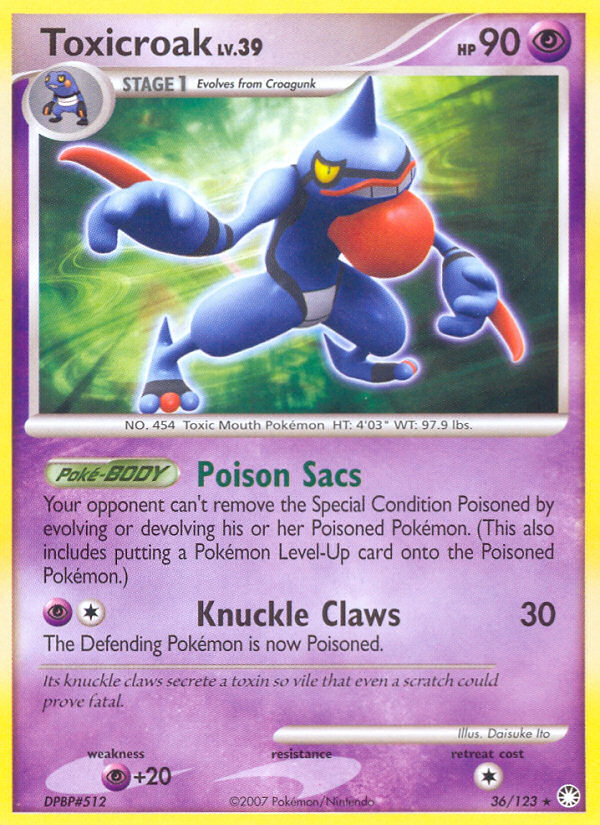 Toxicroak LV.39
HP 90
STAGE 1 Evolves from Croagunk
NO. 454 Toxic Mouth Pokémon HT: 4'03" WT: 97.9 lbs.
Poké-BODY Poison Sacs
Your opponent can't remove the Special Condition Poisoned by
evolving or devolving his or her Poisoned Pokémon. (This also
includes putting a Pokémon Level-Up card onto the Poisoned
Pokémon.)
Knuckle Claws 30
The Defending Pokémon is now Poisoned.
Its knuckle claws secrete a toxin so vile that even a scratch could
prove fatal.
Illus. Daisuke Ito
weakness resistance retreat cost
+20
DPBP#512 ©2007 Pokémon/Nintendo 36/123 ★